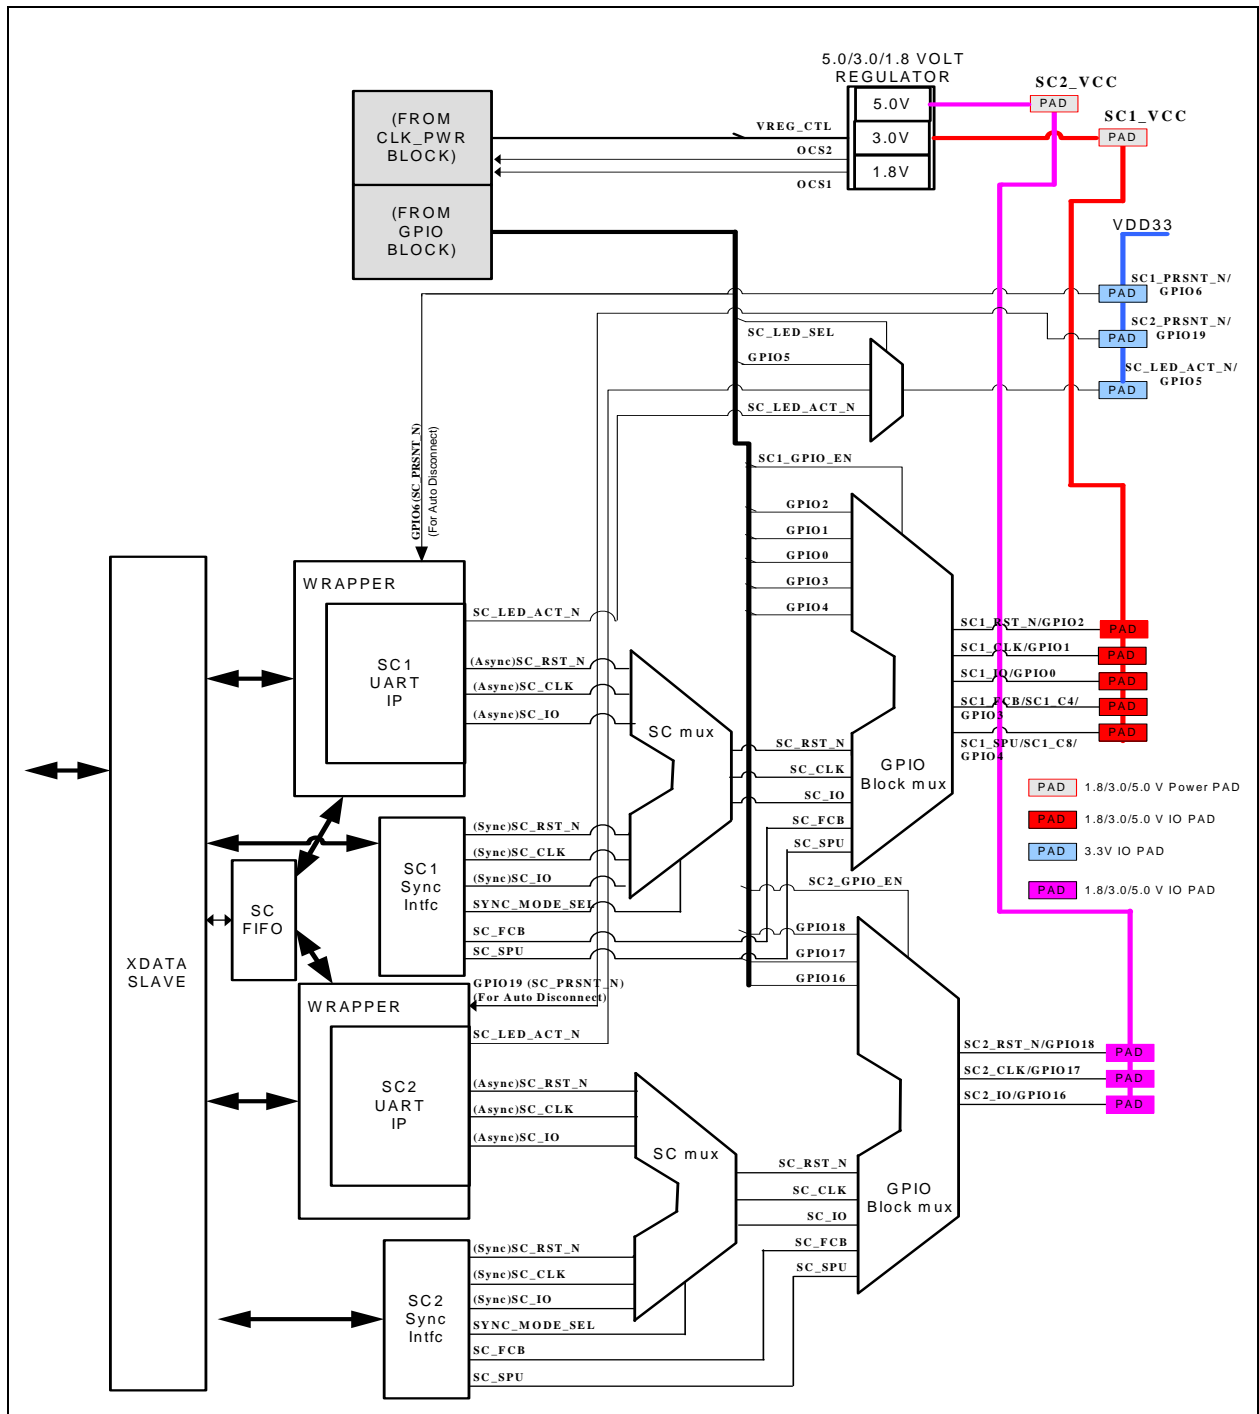 5.0/3.0/1.8 VOLT
REGULATOR
SC2_VCC
PAD
SC1_VCC
PAD
5.0V
3.0V
1.8V
(FROM
CLK_PWR
BLOCK)
VREG_CTL
OCS2
OCS1
(FROM
GPIO
BLOCK)
VDD33
SC1_PRSNT_N/
GPIO6
PAD
SC2_PRSNT_N/
GPIO19
PAD
SC_LED_ACT_N/
GPIO5
PAD
SC_LED_SEL
GPIO5
SC_LED_ACT_N
GPIO6(SC_PRSNT_N)
(For Auto Disconnect)
SC1_GPIO_EN
GPIO2
GPIO1
GPIO0
GPIO3
GPIO4
WRAPPER
SC1
UART
IP
SC_LED_ACT_N
(Async)SC_RST_N
(Async)SC_CLK
(Async)SC_IO
SC mux
SC_RST_N
SC_CLK
SC_IO
SC_FCB
SC_SPU
GPIO
Block mux
SC1_RST_N/GPIO2
PAD
SC1_CLK/GPIO1
PAD
SC1_IO/GPIO0
PAD
SC1_FCB/SC1_C4/
GPIO3
PAD
SC1_SPU/SC1_C8/
GPIO4
PAD
PAD 1.8/3.0/5.0 V Power PAD
PAD 1.8/3.0/5.0 V IO PAD
PAD 3.3V IO PAD
PAD 1.8/3.0/5.0 V IO PAD
SC1
Sync
Intfc
(Sync)SC_RST_N
(Sync)SC_CLK
(Sync)SC_IO
SYNC_MODE_SEL
SC_FCB
SC_SPU
SC
FIFO
XDATA
SLAVE
SC2_GPIO_EN
GPIO18
GPIO17
GPIO16
GPIO19 (SC_PRSNT_N)
(For Auto Disconnect)
WRAPPER
SC2
UART
IP
SC_LED_ACT_N
(Async)SC_RST_N
(Async)SC_CLK
(Async)SC_IO
SC mux
SC_RST_N
SC_CLK
SC_IO
SC_FCB
SC_SPU
GPIO
Block mux
SC2_RST_N/GPIO18
PAD
SC2_CLK/GPIO17
PAD
SC2_IO/GPIO16
PAD
SC2
Sync
Intfc
(Sync)SC_RST_N
(Sync)SC_CLK
(Sync)SC_IO
SYNC_MODE_SEL
SC_FCB
SC_SPU